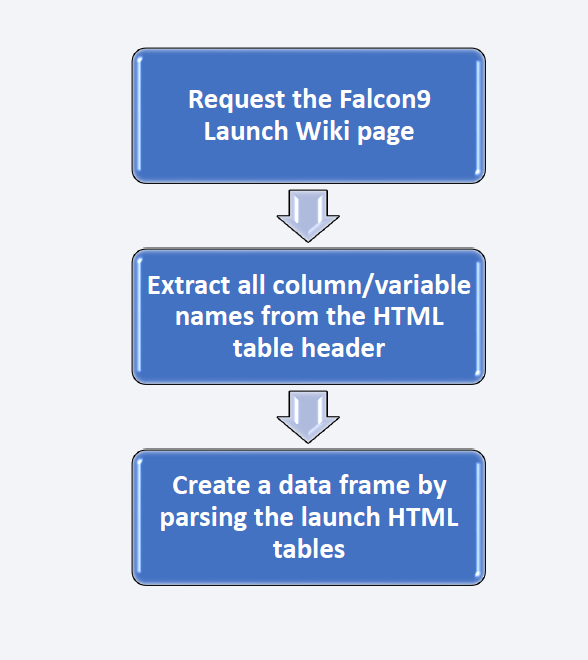 Request the Falcon9
Launch Wiki page
Extract all column/variable
names from the HTML
table header
Create a data frame by
parsing the launch HTML
tables